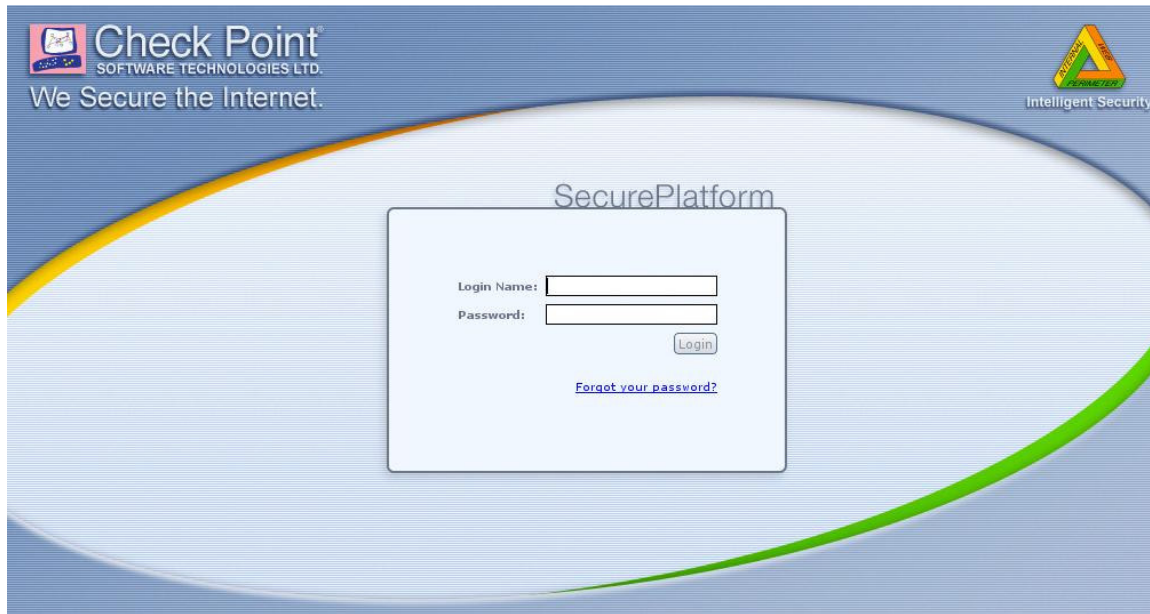 Check Point
SOFTWARE TECHNOLOGIES LTD.
We Secure the Internet.
INTERNAL
WEB
PERIMETER
Intelligent Security
SecurePlatform
Login Name:
Password:
Login
Forgot your password?